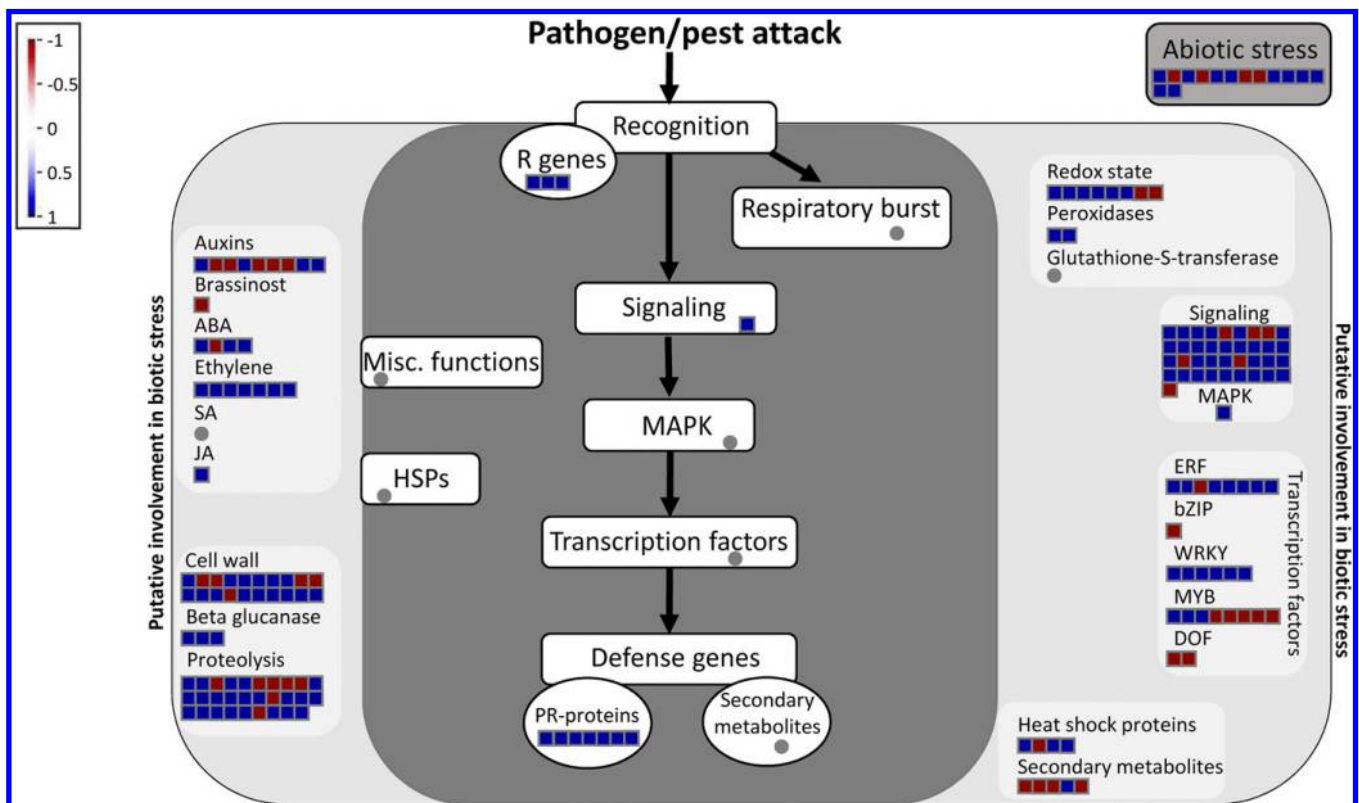 Pathogen/pest attack
-1
-0.5
0
0.5
1
Abiotic stress
Recognition
R genes
Respiratory burst
Redox state
Peroxidases
Glutathione-S-transferase
Auxins
Brassinost
ABA
Ethylene
SA
JA
Putative involvement in biotic stress
Signaling
Misc. functions
MAPK
HSPs
Transcription factors
Signaling
MAPK
Putative involvement in biotic stress
ERF
bZIP
WRKY
MYB
DOF
Transcription factors
Cell wall
Beta glucanase
Proteolysis
Defense genes
PR-proteins
Secondary
metabolites
Heat shock proteins
Secondary metabolites